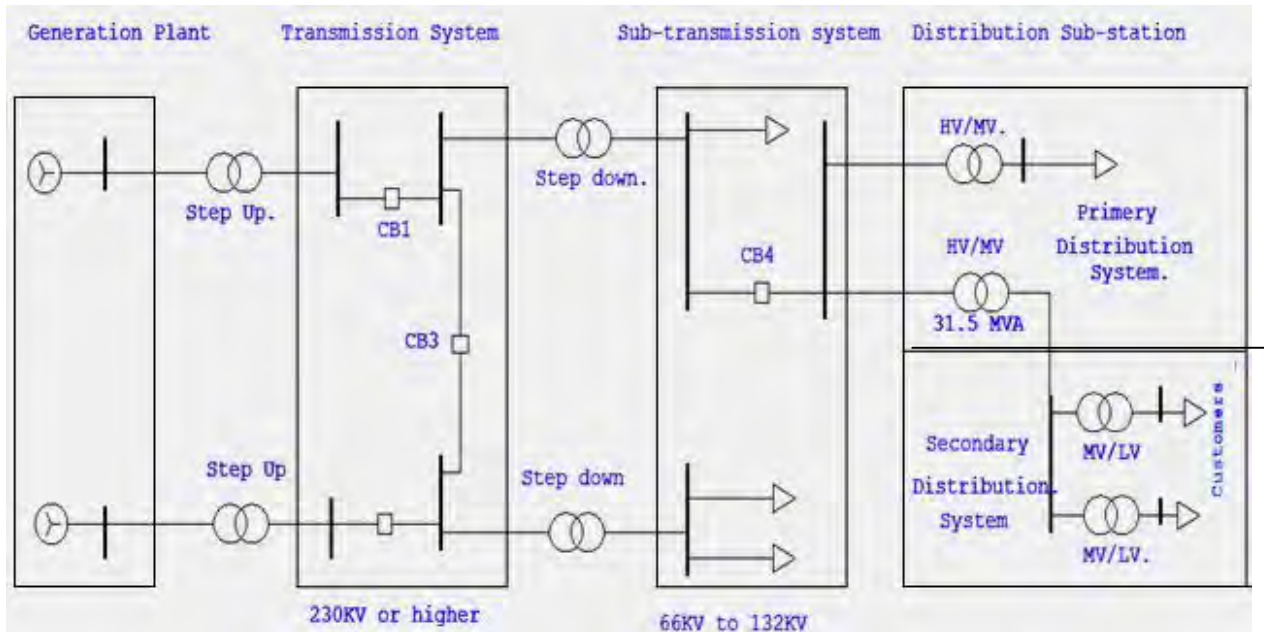 Generation Plant
Transmission System
Sub-transmission system
Distribution Sub-station
HV/MV.
Step Up.
CB1
Step down.
Primery
Distribution
System.
CB4
HV/MV
31.5 MVA
CB3
Customers
Step Up
Step down
Secondary
Distribution.
System
MV/LV
MV/LV.
230KV or higher
66KV to 132KV